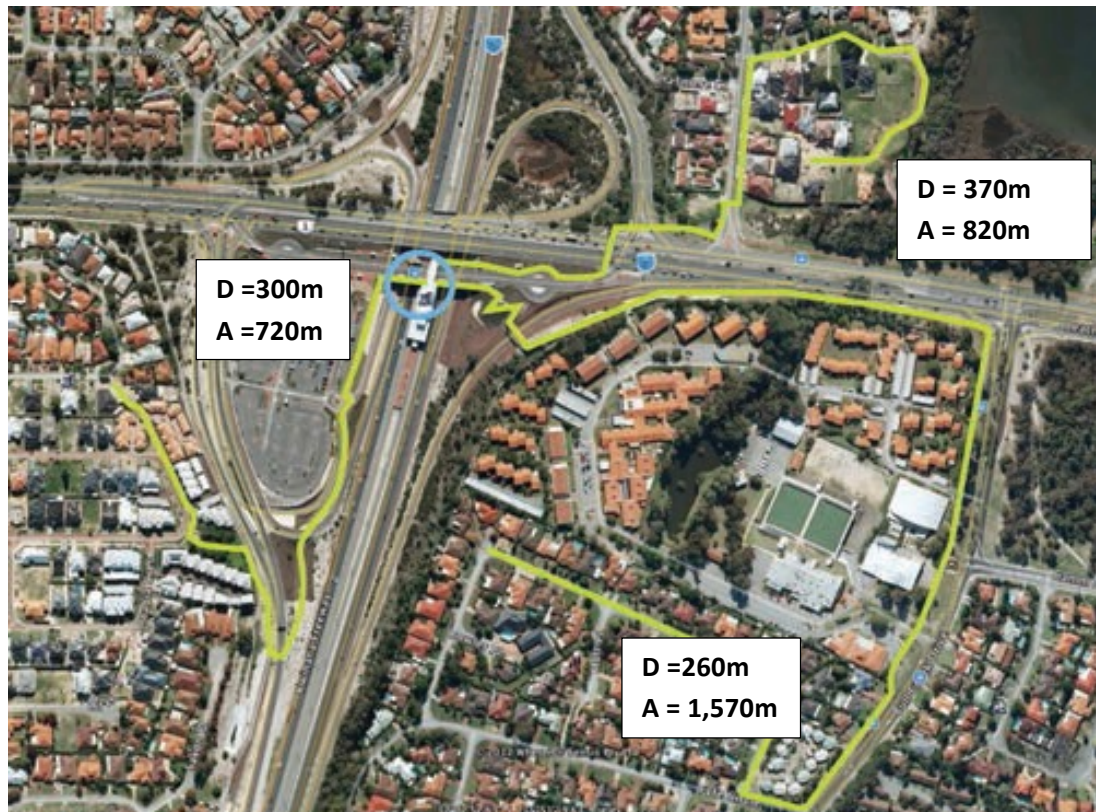 D = 370m
A = 820m
D =300m
A =720m
D =260m
A = 1,570m